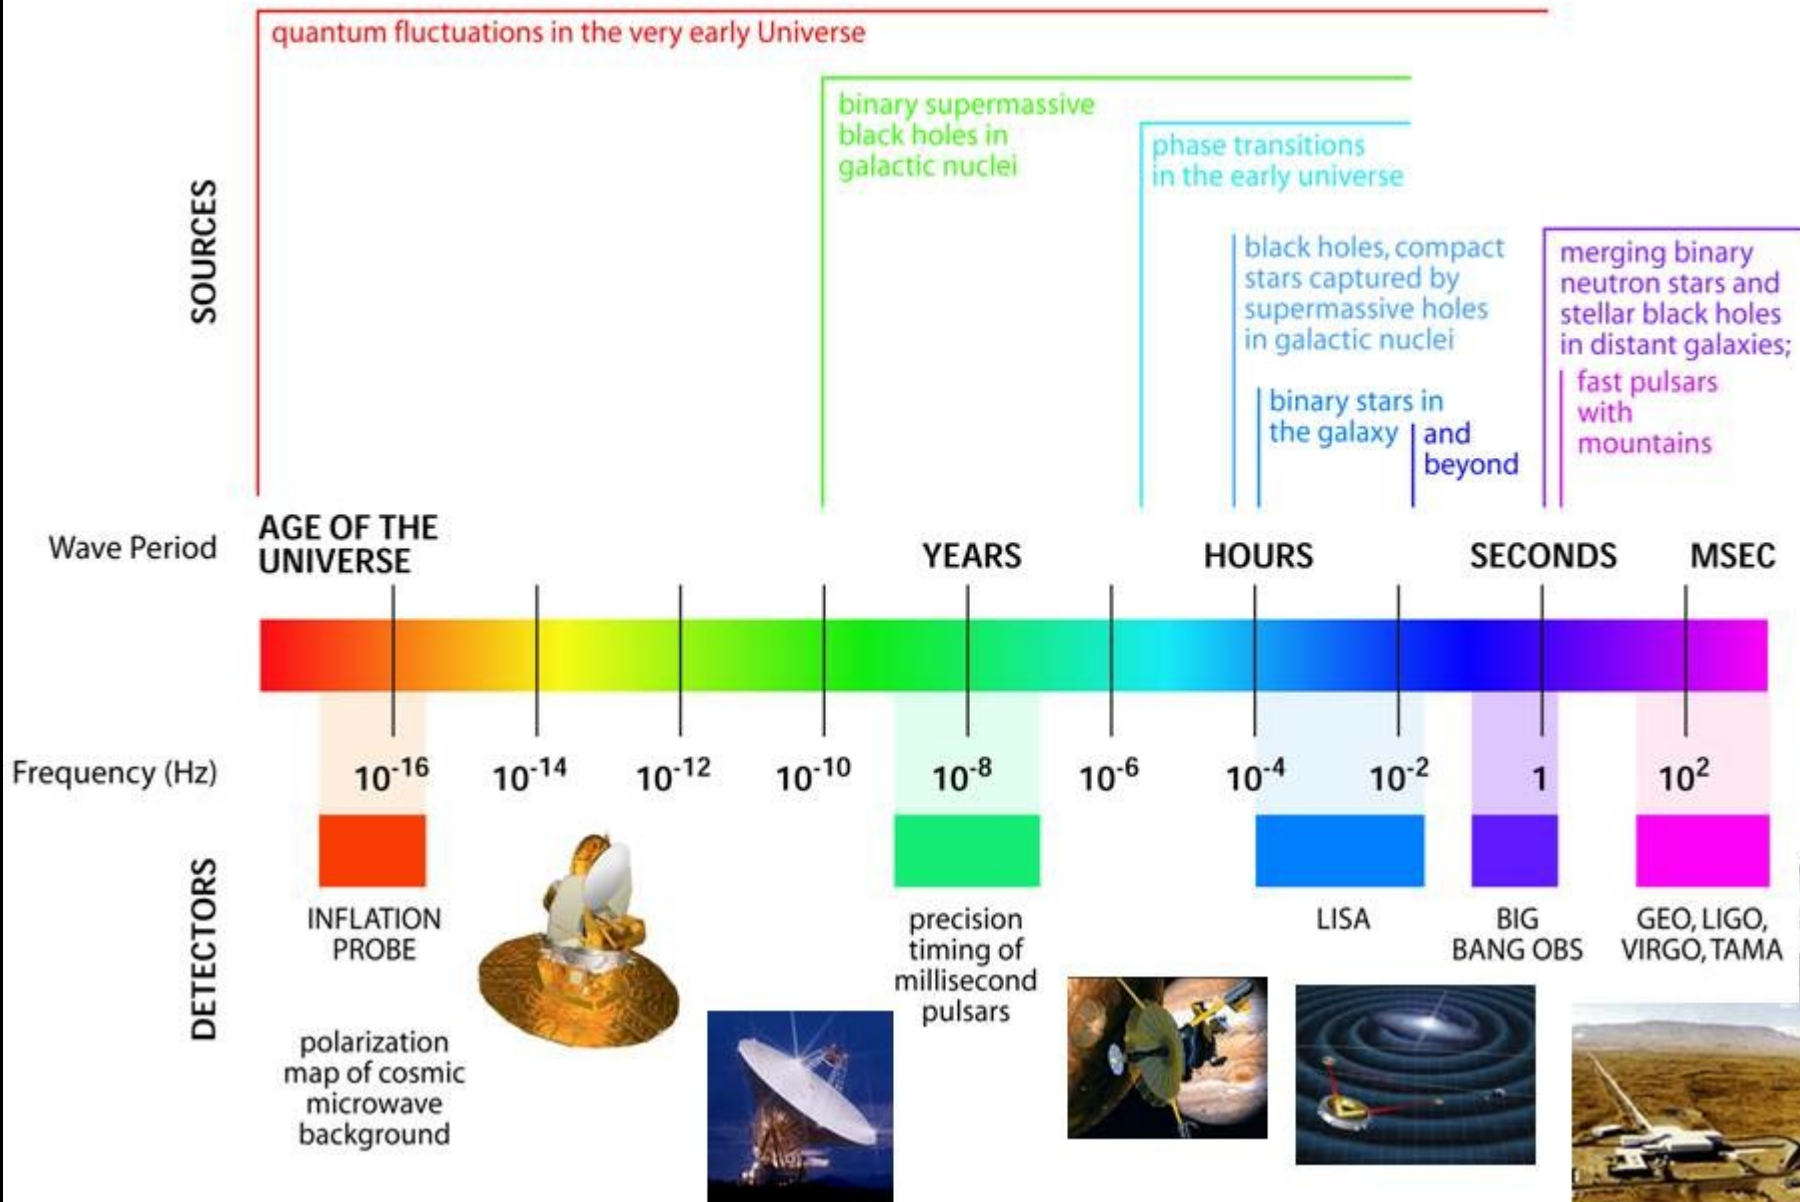 quantum fluctuations in the very early Universe
binary supermassive
black holes in
galactic nuclei
phase transitions
in the early universe
SOURCES
black holes, compact
stars captured by
supermassive holes
in galactic nuclei
merging binary
neutron stars and
stellar black holes
in distant galaxies;
fast pulsars
with
mountains
binary stars in
the galaxy
and
beyond
Wave Period
AGE OF THE
UNIVERSE
YEARS
HOURS
SECONDS
MSEC
Frequency (Hz)
10⁻¹⁶ 10⁻¹⁴ 10⁻¹² 10⁻¹⁰ 10⁻⁸ 10⁻⁶ 10⁻⁴ 10⁻² 1 10²
DETECTORS
INFLATION
PROBE
polarization
map of cosmic
microwave
background
precision
timing of
millisecond
pulsars
LISA
BIG
BANG OBS
GEO, LIGO,
VIRGO, TAMA